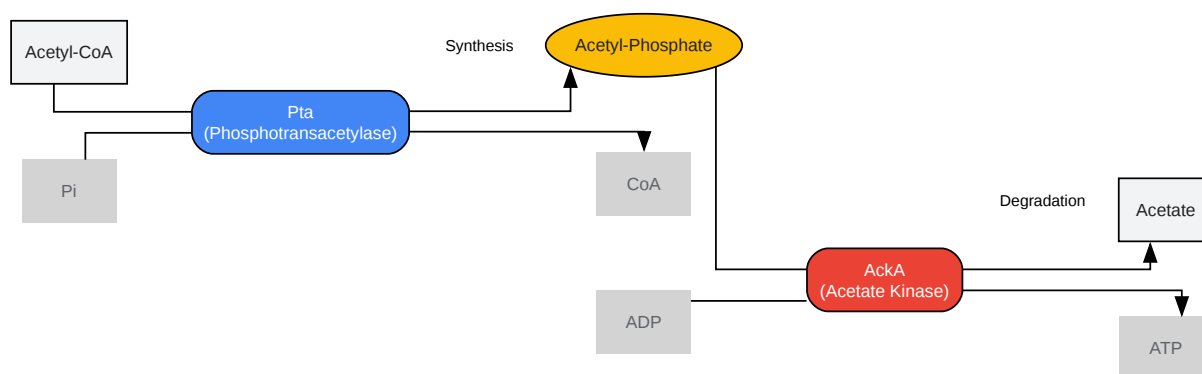 Acetyl-CoA
Synthesis
Acetyl-Phosphate
Pta
(Phosphotransacetylase)
Pi
CoA
Degradation
Acetate
AckA
(Acetate Kinase)
ADP
ATP